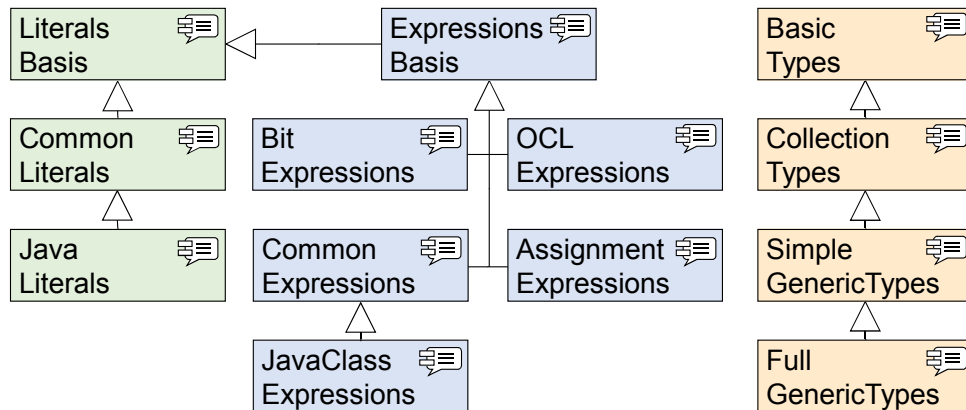 Literals
Basis
Expressions
Basis
Basic
Types
Common
Literals
Bit
Expressions
OCL
Expressions
Collection
Types
Java
Literals
Common
Expressions
Assignment
Expressions
Simple
GenericTypes
JavaClass
Expressions
Full
GenericTypes